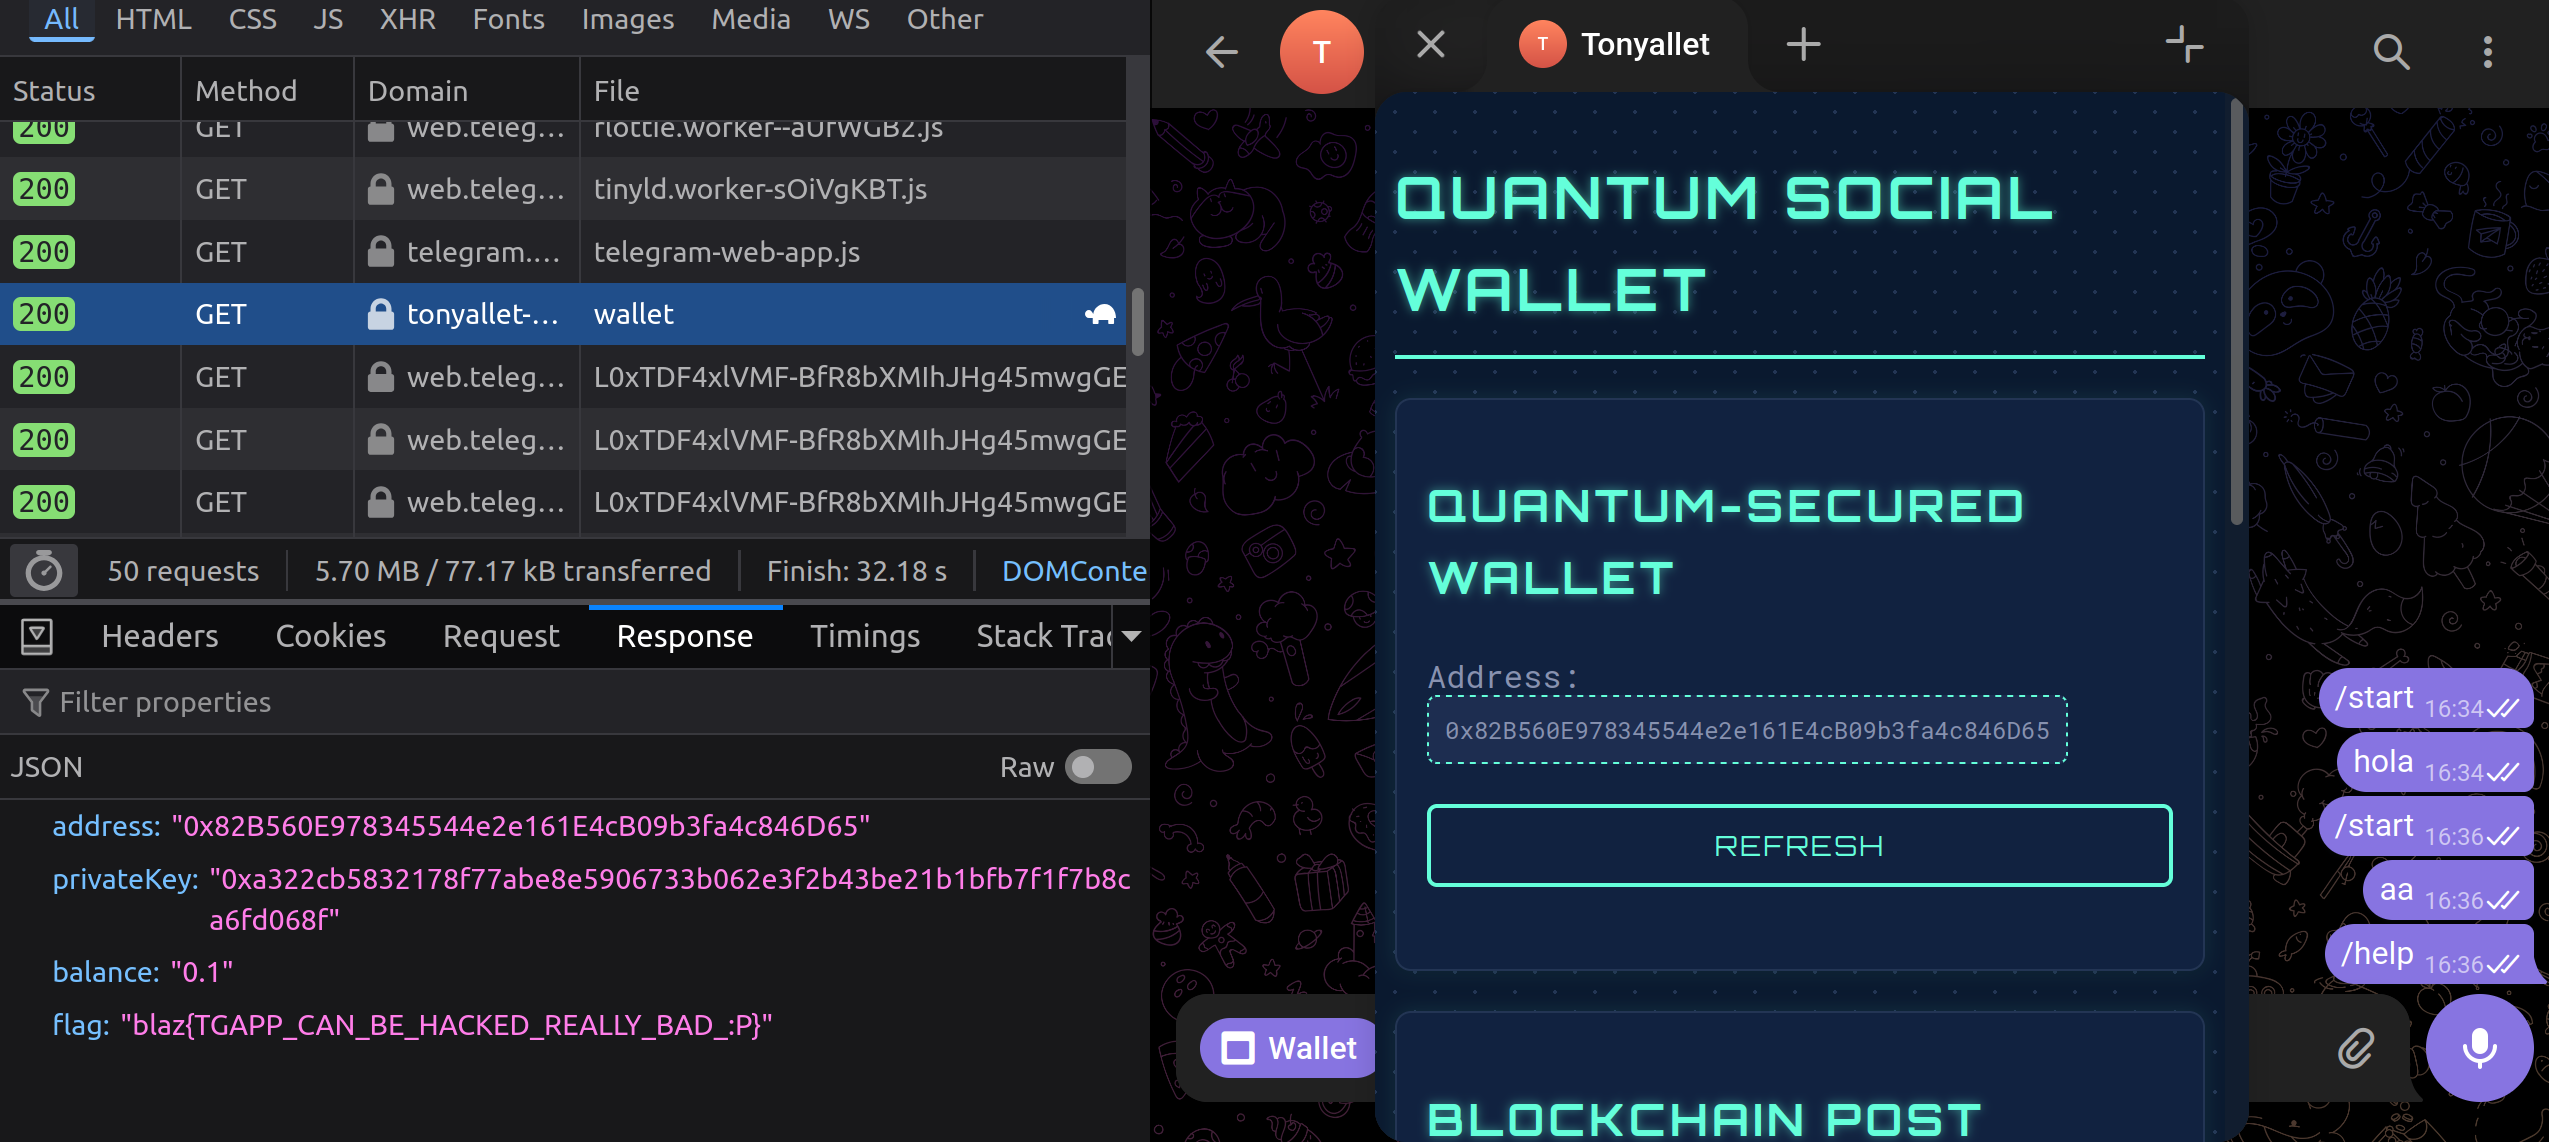 All HTML CSS JS XHR Fonts Images Media WS Other
Status Method Domain File
200 GET web.teleg… rlottie.worker--aUrWGB2.js
200 GET web.teleg… tinyld.worker-sOiVgKBT.js
200 GET telegram.… telegram-web-app.js
200 GET tonyallet-… wallet
200 GET web.teleg… L0xTDF4xlVMF-BfR8bXMIhJHg45mwgGE
200 GET web.teleg… L0xTDF4xlVMF-BfR8bXMIhJHg45mwgGE
200 GET web.teleg… L0xTDF4xlVMF-BfR8bXMIhJHg45mwgGE
50 requests 5.70 MB / 77.17 kB transferred Finish: 32.18 s DOMConte
Headers Cookies Request Response Timings Stack Trac
Filter properties
JSON Raw
address: "0x82B560E978345544e2e161E4cB09b3fa4c846D65"
privateKey: "0xa322cb5832178f77abe8e5906733b062e3f2b43be21b1bfb7f1f7b8c
a6fd068f"
balance: "0.1"
flag: "blaz{TGAPP_CAN_BE_HACKED_REALLY_BAD_:P}"
T
T Tonyallet
QUANTUM SOCIAL
WALLET
QUANTUM-SECURED
WALLET
Address:
0x82B560E978345544e2e161E4cB09b3fa4c846D65
REFRESH
BLOCKCHAIN POST
Wallet
/start 16:34
hola 16:34
/start 16:36
aa 16:36
/help 16:36